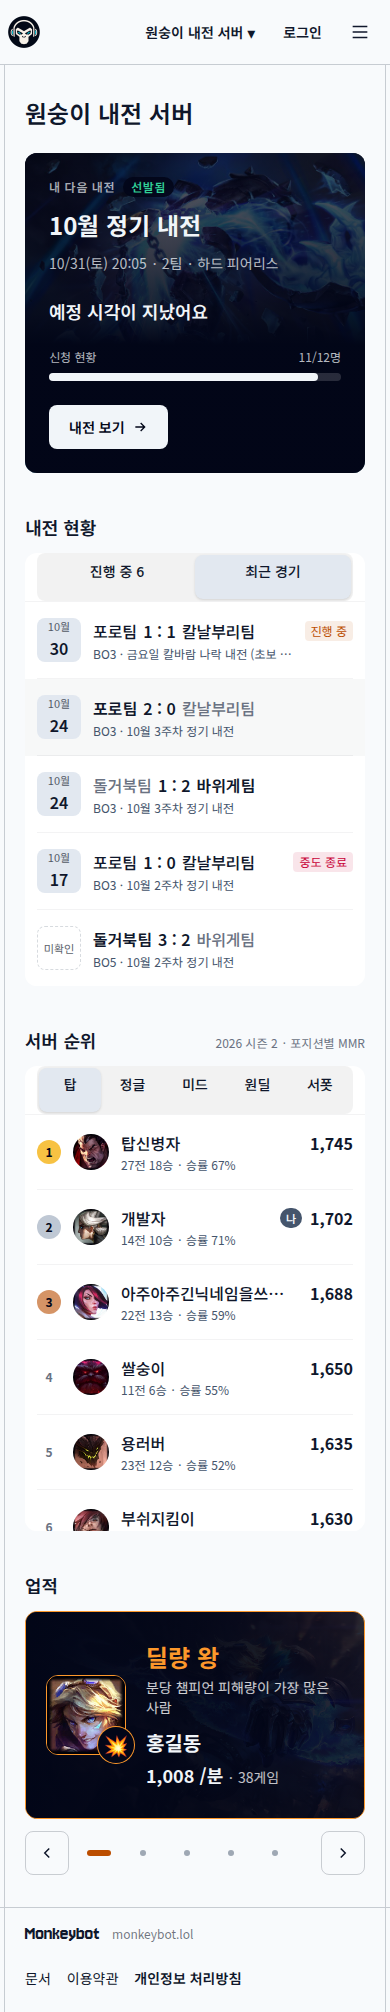 원숭이 내전 서버 ▾ 로그인
원숭이 내전 서버
내 다음 내전 선발됨
10월 정기 내전
10/31(토) 20:05 · 2팀 · 하드 피어리스
예정 시각이 지났어요
신청 현황 11/12명
내전 보기 →
내전 현황
진행 중 6 최근 경기
10월
30
포로팀 1 : 1 칼날부리팀 진행 중
BO3 · 금요일 칼바람 나락 내전 (초보 ···
10월
24
포로팀 2 : 0 칼날부리팀
BO3 · 10월 3주차 정기 내전
10월
24
돌거북팀 1 : 2 바위게팀
BO3 · 10월 3주차 정기 내전
10월
17
포로팀 1 : 0 칼날부리팀 중도 종료
BO3 · 10월 2주차 정기 내전
미확인
돌거북팀 3 : 2 바위게팀
BO5 · 10월 2주차 정기 내전
서버 순위 2026 시즌 2 · 포지션별 MMR
탑 정글 미드 원딜 서폿
1 탑신병자 1,745
27전 18승 · 승률 67%
2 개발자 나 1,702
14전 10승 · 승률 71%
3 아주아주긴닉네임을쓰··· 1,688
22전 13승 · 승률 59%
4 쌀숭이 1,650
11전 6승 · 승률 55%
5 용러버 1,635
23전 12승 · 승률 52%
6 부쉬지킴이 1,630
업적
딜량 왕
분당 챔피언 피해량이 가장 많은
사람
홍길동
1,008 /분 · 38게임
Monkeybot monkeybot.lol
문서 이용약관 개인정보 처리방침